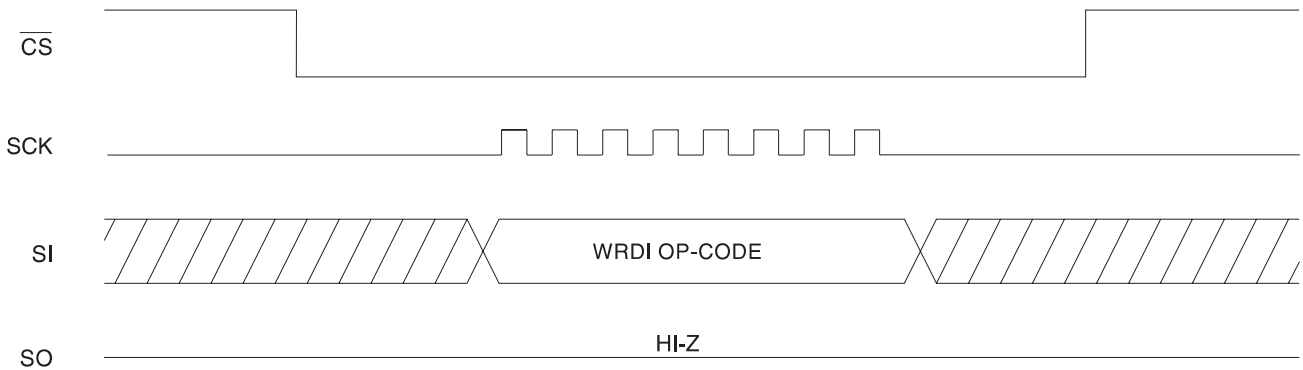 CS
SCK
SI
WRDI OP-CODE
SO
HI-Z